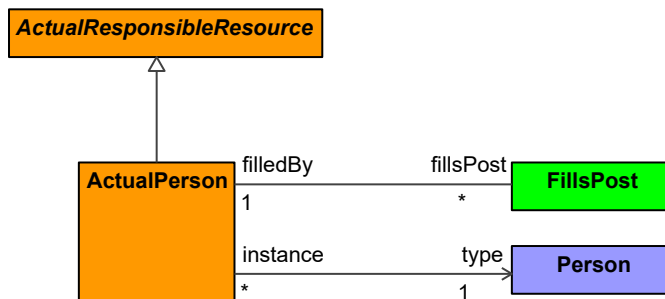 ActualResponsibleResource
filledBy fillsPost
ActualPerson FillsPost
1 *
instance type
Person
* 1